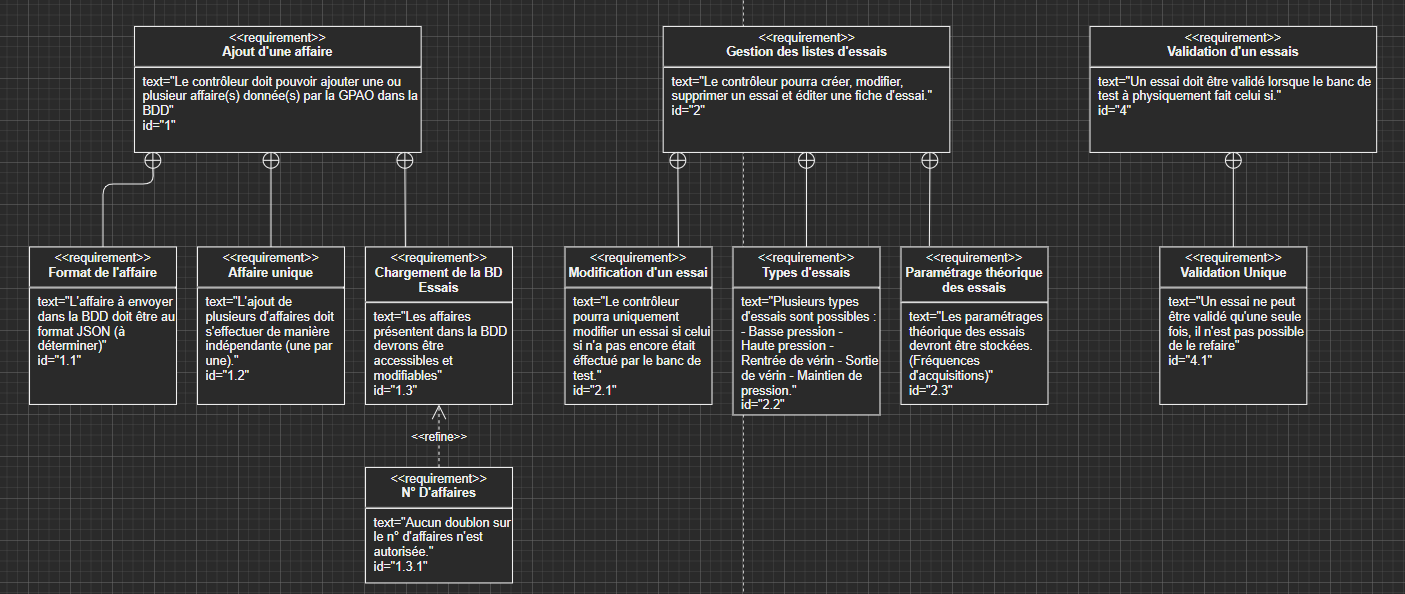 <<requirement>>
Ajout d'une affaire
text="Le contrôleur doit pouvoir ajouter une ou
plusieur affaire(s) donnée(s) par la GPAO dans la
BDD"
id="1"
<<requirement>>
Gestion des listes d'essais
text="Le contrôleur pourra créer, modifier,
supprimer un essai et éditer une fiche d'essai."
id="2"
<<requirement>>
Validation d'un essais
text="Un essai doit être validé lorsque le banc de
test à physiquement fait celui si."
id="4"
<<requirement>>
Format de l'affaire
text="L'affaire à envoyer
dans la BDD doit être au
format JSON (à
déterminer)"
id="1.1"
<<requirement>>
Affaire unique
text="L'ajout de
plusieurs d'affaires doit
s'effectuer de manière
indépendante (une par
une)."
id="1.2"
<<requirement>>
Chargement de la BD
Essais
text="Les affaires
présentent dans la BDD
devrons être
accessibles et
modifiables"
id="1.3"
<<requirement>>
Modification d'un essai
text="Le contrôleur
pourra uniquement
modifier un essai si celui
si n'a pas encore était
éffectué par le banc de
test."
id="2.1"
<<requirement>>
Types d'essais
text="Plusieurs types
d'essais sont possibles :
- Basse pression -
Haute pression -
Rentrée de vérin - Sortie
de vérin - Maintien de
pression."
id="2.2"
<<requirement>>
Paramétrage théorique
des essais
text="Les paramétrages
théorique des essais
devront être stockées.
(Fréquences
d'acquisitions)"
id="2.3"
<<requirement>>
Validation Unique
text="Un essai ne peut
être validé qu'une seule
fois, il n'est pas possible
de le refaire"
id="4.1"
<<refine>>
<<requirement>>
N° D'affaires
text="Aucun doublon sur
le n° d'affaires n'est
autorisée."
id="1.3.1"